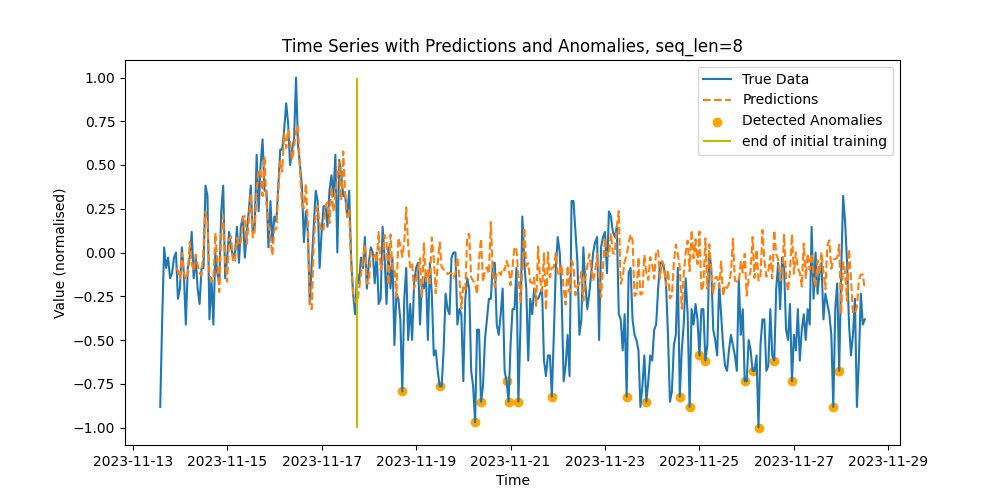 Time Series with Predictions and Anomalies, seq_len=8
True Data
Predictions
Detected Anomalies
end of initial training
Value (normalised)
1.00
0.75
0.50
0.25
0.00
−0.25
−0.50
−0.75
−1.00
2023-11-13 2023-11-15 2023-11-17 2023-11-19 2023-11-21 2023-11-23 2023-11-25 2023-11-27 2023-11-29
Time